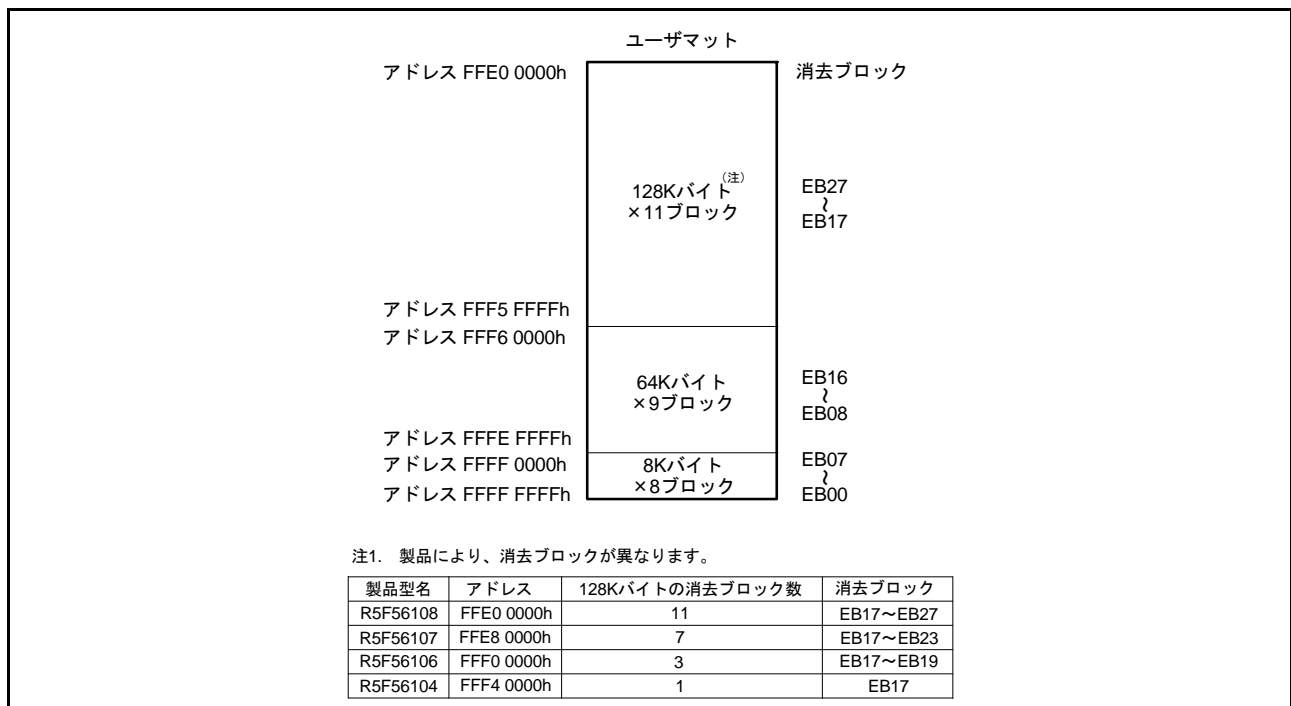 ユーザマット
アドレス FFE0 0000h
消去ブロック
128Kバイト(注)
×11ブロック
EB27
~
EB17
アドレス FFF5 FFFFh
アドレス FFF6 0000h
64Kバイト
×9ブロック
EB16
~
EB08
アドレス FFFE FFFFh
アドレス FFFF 0000h
8Kバイト
×8ブロック
EB07
~
EB00
アドレス FFFF FFFFh
注1. 製品により、消去ブロックが異なります。
製品型名 アドレス 128Kバイトの消去ブロック数 消去ブロック
R5F56108 FFE0 0000h 11 EB17~EB27
R5F56107 FFE8 0000h 7 EB17~EB23
R5F56106 FFF0 0000h 3 EB17~EB19
R5F56104 FFF4 0000h 1 EB17